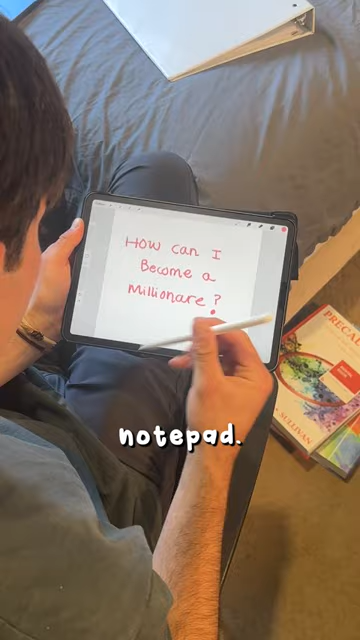 How can I
Become a
Millionare?
PRECAL
SULLIVAN
notepad.